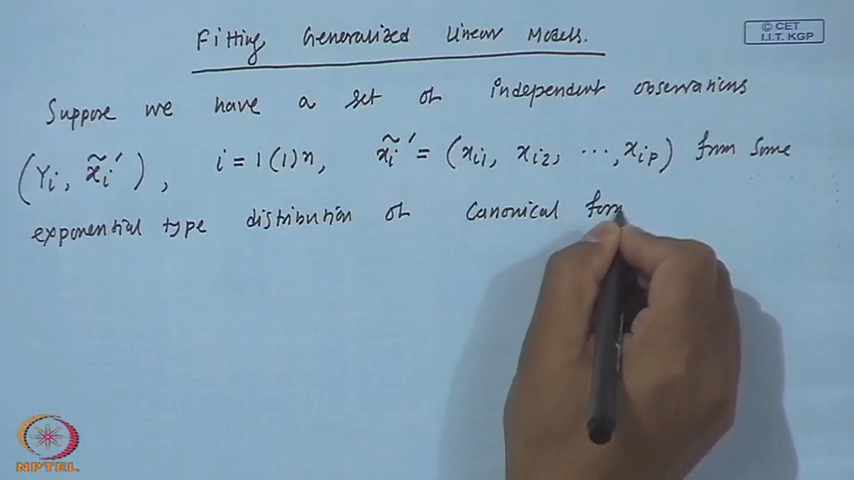 Fitting Generalized Linear Models.
© CET
I.I.T. KGP
Suppose we have a set of independent observations
(Yi, x̃i′), i = 1(1)n, x̃i′ = (xi1, xi2, ..., xip) from some
exponential type distribution of canonical form
NPTEL